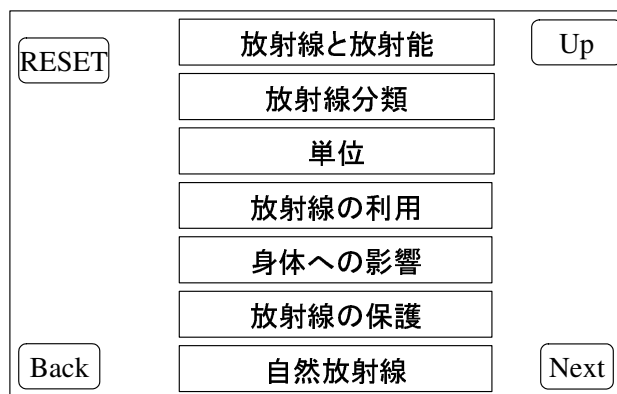 放射線と放射能
Up
RESET
放射線分類
単位
放射線の利用
身体への影響
放射線の保護
Back
自然放射線
Next